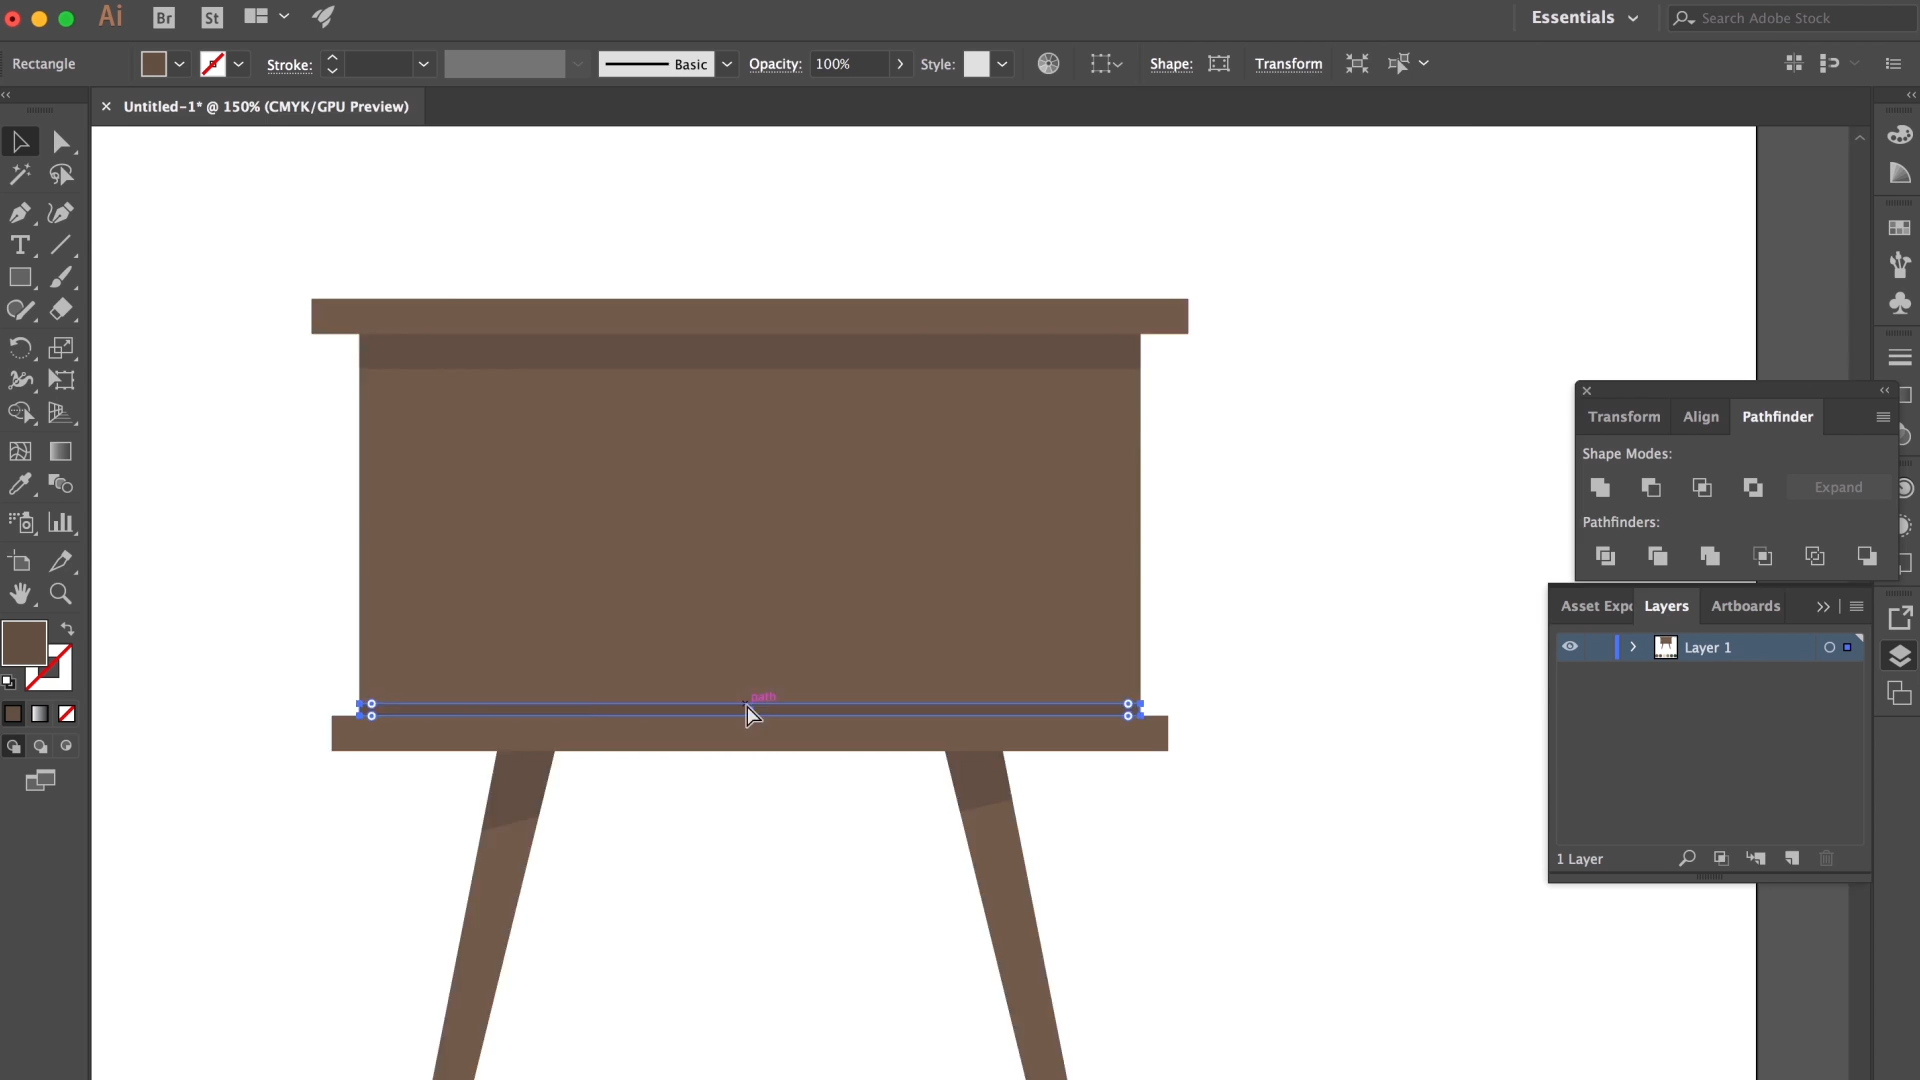 Ai Br St Essentials Search Adobe Stock
Rectangle Stroke: Basic Opacity: 100% Style: Shape: Transform
× Untitled-1* @ 150% (CMYK/GPU Preview)
Transform Align Pathfinder
Shape Modes:
Expand
Pathfinders:
Asset Expo Layers Artboards
Layer 1
path
1 Layer